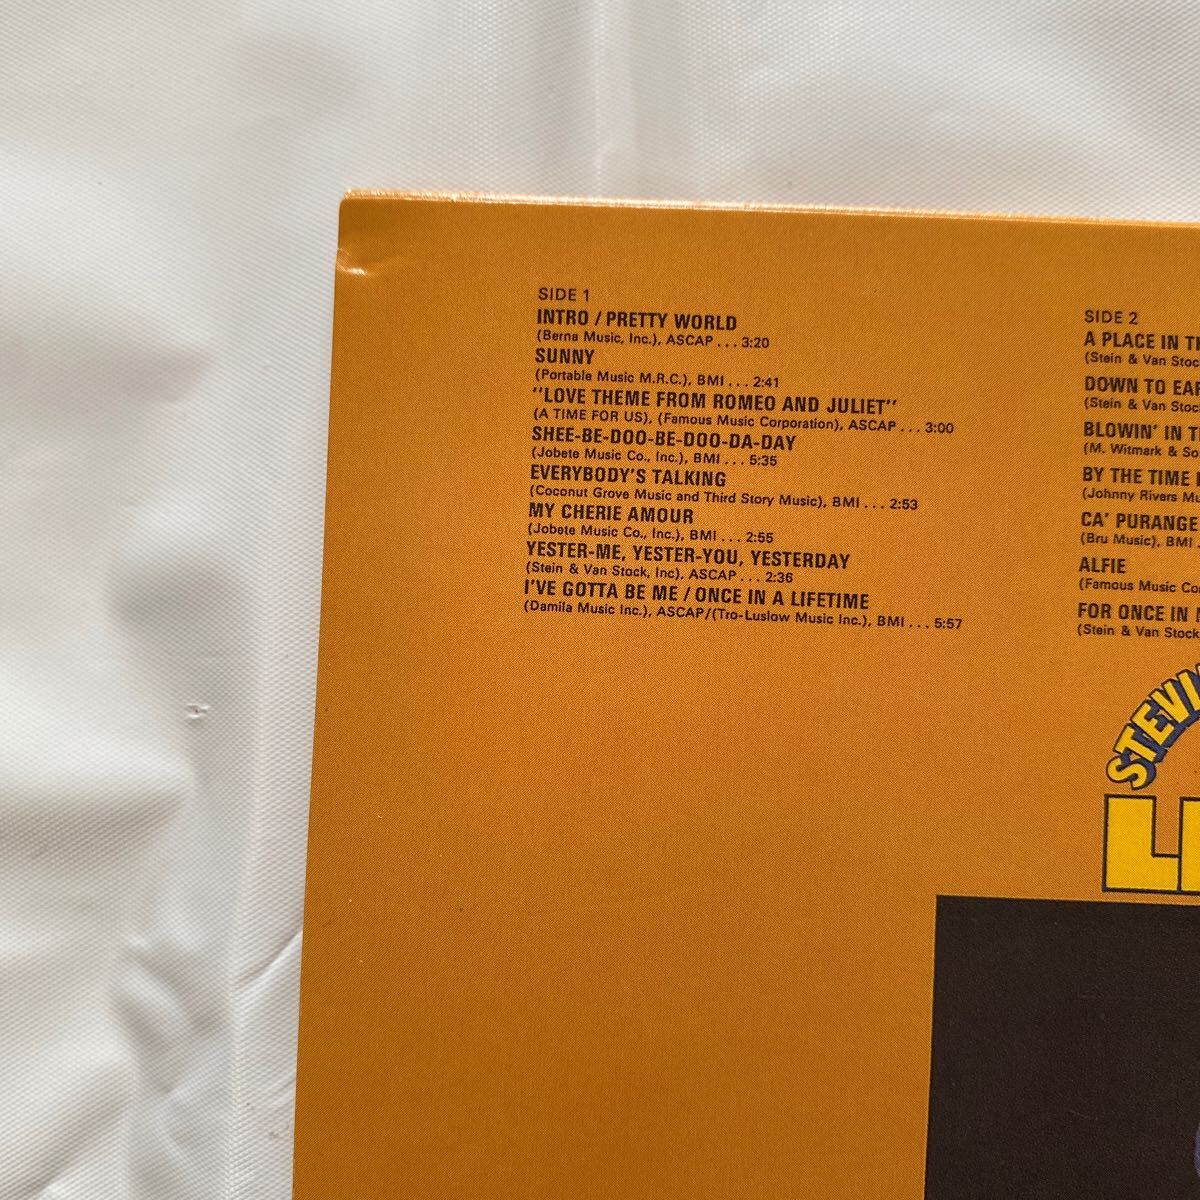 SIDE 1
INTRO / PRETTY WORLD
(Berna Music, Inc.), ASCAP . . . 3:20
SUNNY
(Portable Music M.R.C.), BMI . . . 2:41
"LOVE THEME FROM ROMEO AND JULIET"
(A TIME FOR US), (Famous Music Corporation), ASCAP . . . 3:00
SHEE-BE-DOO-BE-DOO-DA-DAY
(Jobete Music Co., Inc.), BMI . . . 5:35
EVERYBODY'S TALKING
(Coconut Grove Music and Third Story Music), BMI . . . 2:53
MY CHERIE AMOUR
(Jobete Music Co., Inc.), BMI . . . 2:55
YESTER-ME, YESTER-YOU, YESTERDAY
(Stein & Van Stock, Inc), ASCAP . . . 2:36
I'VE GOTTA BE ME / ONCE IN A LIFETIME
(Damila Music Inc.), ASCAP/(Tro-Luslow Music Inc.), BMI . . . 5:57
SIDE 2
A PLACE IN
(Stein & Van
DOWN TO
(Stein & Van
BLOWIN' IN
(M. Witmark &
BY THE TIME
(Johnny Rivers
CA' PURANGE
(Bru Music), BMI .
ALFIE
(Famous Music
FOR ONCE IN
(Stein & Van Stock